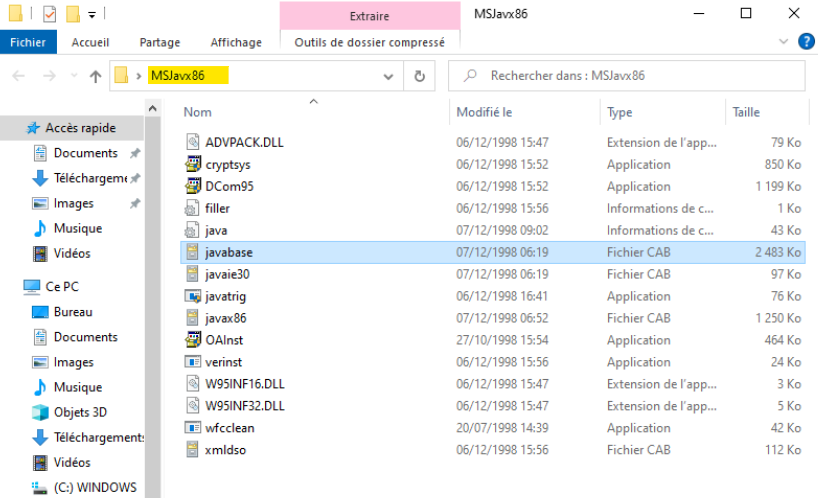 Extraire
MSJavx86
Fichier
Accueil
Partage
Affichage
Outils de dossier compressé
MSJavx86
Rechercher dans : MSJavx86
Accès rapide
Documents
Téléchargeme
Images
Musique
Vidéos
Ce PC
Bureau
Documents
Images
Musique
Objets 3D
Téléchargement:
Vidéos
(C:) WINDOWS
Nom Modifié le Type Taille
ADVPACK.DLL 06/12/1998 15:47 Extension de l'app... 79 Ko
cryptsys 06/12/1998 15:52 Application 850 Ko
DCom95 06/12/1998 15:52 Application 1 199 Ko
filler 06/12/1998 15:56 Informations de c... 1 Ko
java 07/12/1998 09:02 Informations de c... 43 Ko
javabase 07/12/1998 06:19 Fichier CAB 2 483 Ko
javaie30 07/12/1998 06:19 Fichier CAB 97 Ko
javatrig 06/12/1998 16:41 Application 76 Ko
javax86 07/12/1998 06:52 Fichier CAB 1 250 Ko
OAInst 27/10/1998 15:54 Application 464 Ko
verinst 06/12/1998 15:56 Application 24 Ko
W95INF16.DLL 06/12/1998 15:47 Extension de l'app... 3 Ko
W95INF32.DLL 06/12/1998 15:47 Extension de l'app... 5 Ko
wfcclean 20/07/1998 14:39 Application 42 Ko
xmldso 06/12/1998 15:56 Fichier CAB 112 Ko